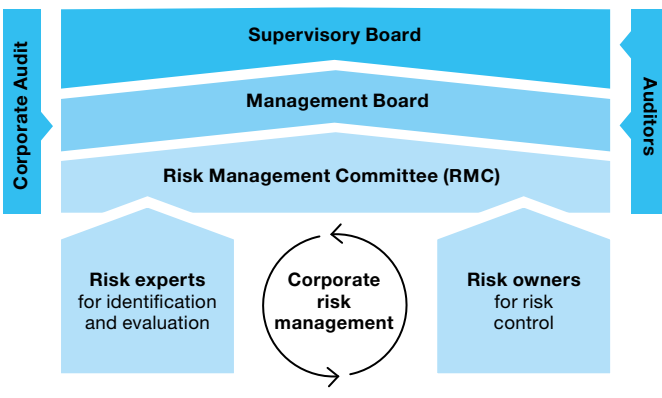 Supervisory Board
Corporate Audit
Management Board
Auditors
Risk Management Committee (RMC)
Risk experts
for identification
and evaluation
Corporate
risk
management
Risk owners
for risk
control